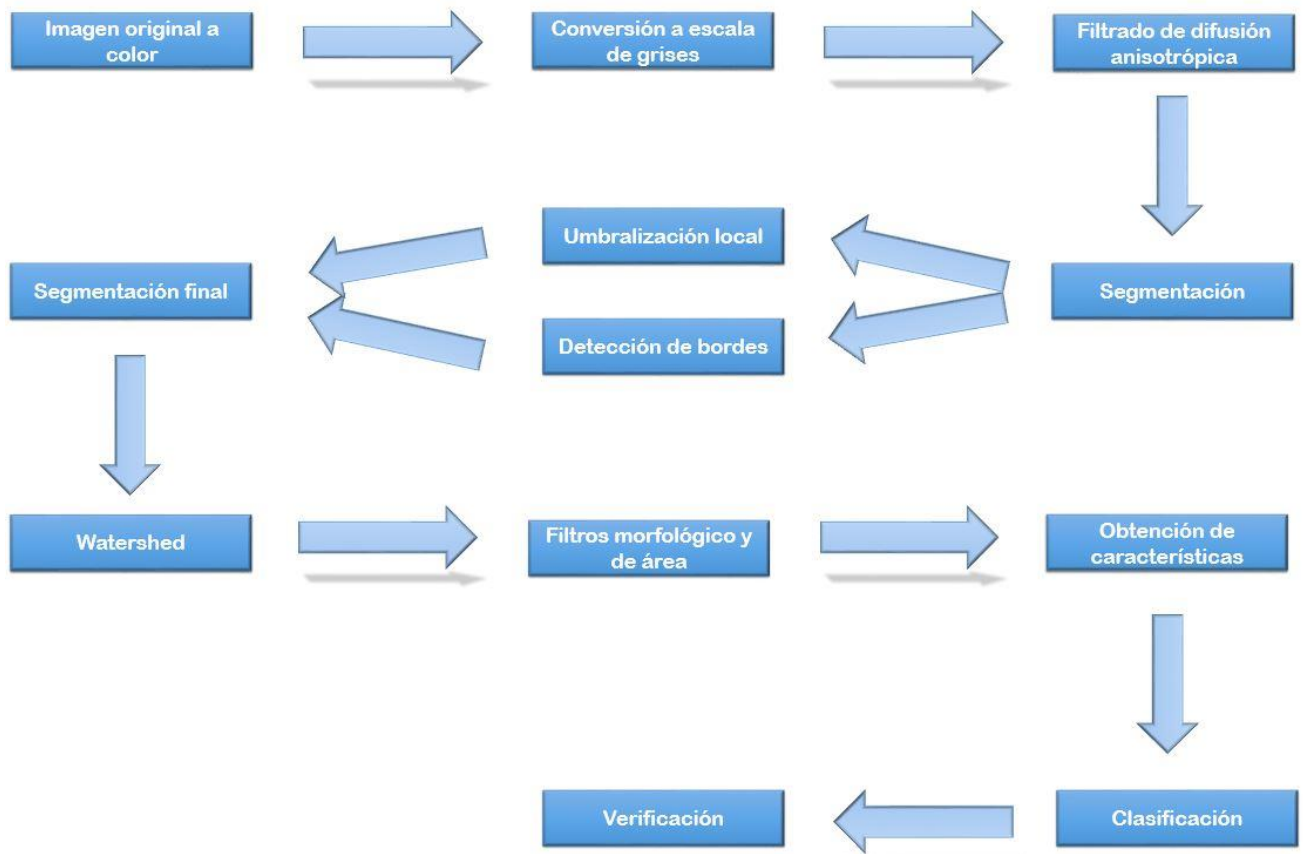 Imagen original a
color
Conversión a escala
de grises
Filtrado de difusión
anisotrópica
Segmentación
Umbralización local
Detección de bordes
Segmentación final
Watershed
Filtros morfológico y
de área
Obtención de
características
Clasificación
Verificación